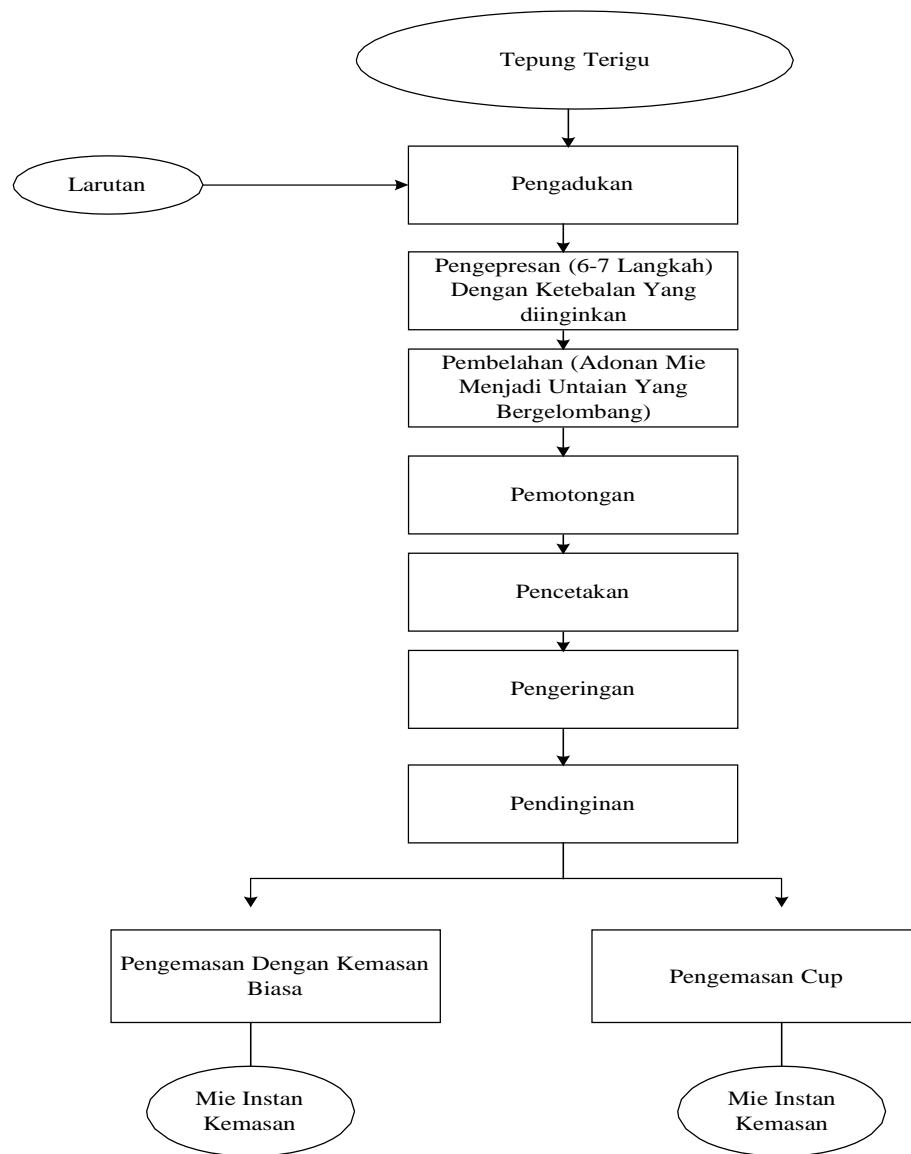 Tepung Terigu
Larutan
Pengadukan
Pengepresan (6-7 Langkah)
Dengan Ketebalan Yang
diinginkan
Pembelahan (Adonan Mie
Menjadi Untaian Yang
Bergelombang)
Pemotongan
Pencetakan
Pengeringan
Pendinginan
Pengemasan Dengan Kemasan
Biasa
Pengemasan Cup
Mie Instan
Kemasan
Mie Instan
Kemasan